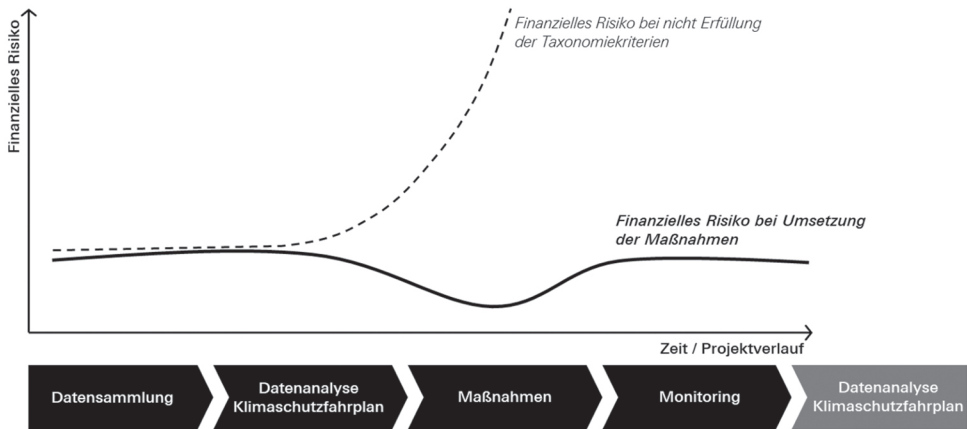 Finanzielles Risiko
Finanzielles Risiko bei nicht Erfüllung
der Taxonomiekriterien
Finanzielles Risiko bei Umsetzung
der Maßnahmen
Zeit / Projektverlauf
Datensammlung
Datenanalyse
Klimaschutzfahrplan
Maßnahmen
Monitoring
Datenanalyse
Klimaschutzfahrplan